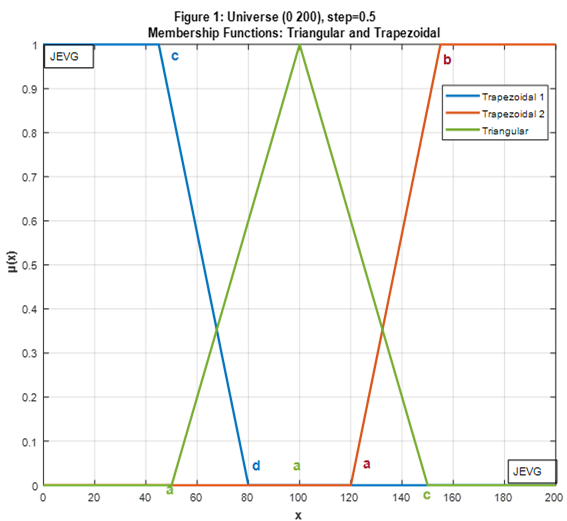 Figure 1: Universe (0 200), step=0.5
Membership Functions: Triangular and Trapezoidal
JEVG
c
b
Trapezoidal 1
Trapezoidal 2
Triangular
1
0.9
0.8
0.7
0.6
0.5
0.4
0.3
0.2
0.1
0
μ(x)
d
a
a
a
c
JEVG
0 20 40 60 80 100 120 140 160 180 200
x